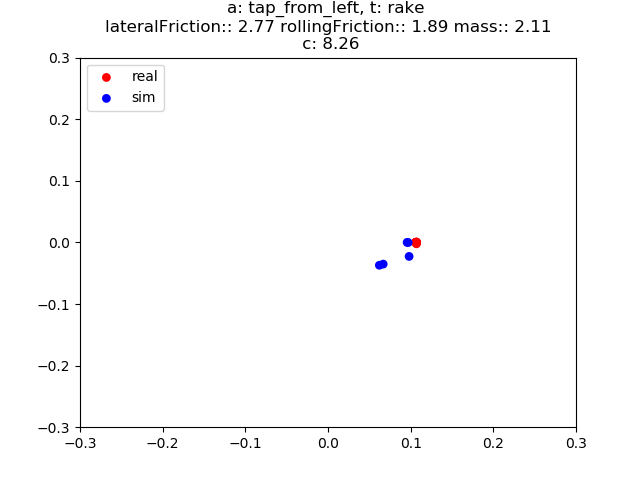 a: tap_from_left, t: rake
lateralFriction:: 2.77 rollingFriction:: 1.89 mass:: 2.11
c: 8.26
real
sim
0.3
0.2
0.1
0.0
−0.1
−0.2
−0.3
−0.3 −0.2 −0.1 0.0 0.1 0.2 0.3